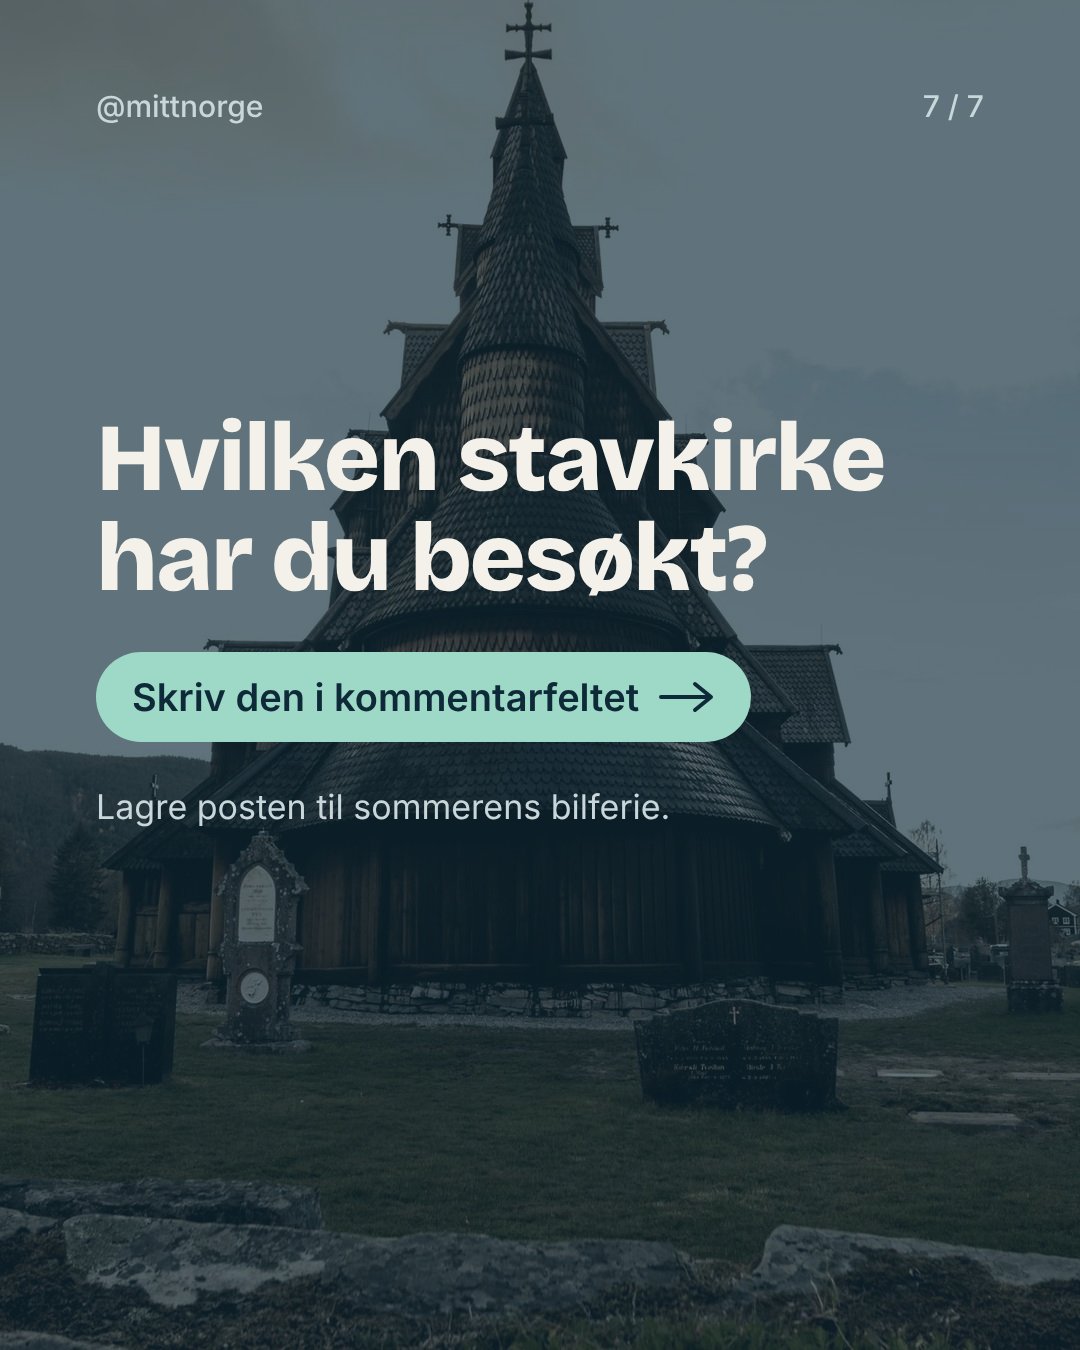 @mittnorge
7 / 7
Hvilken stavkirke
har du besøkt?
Skriv den i kommentarfeltet →
Lagre posten til sommerens bilferie.